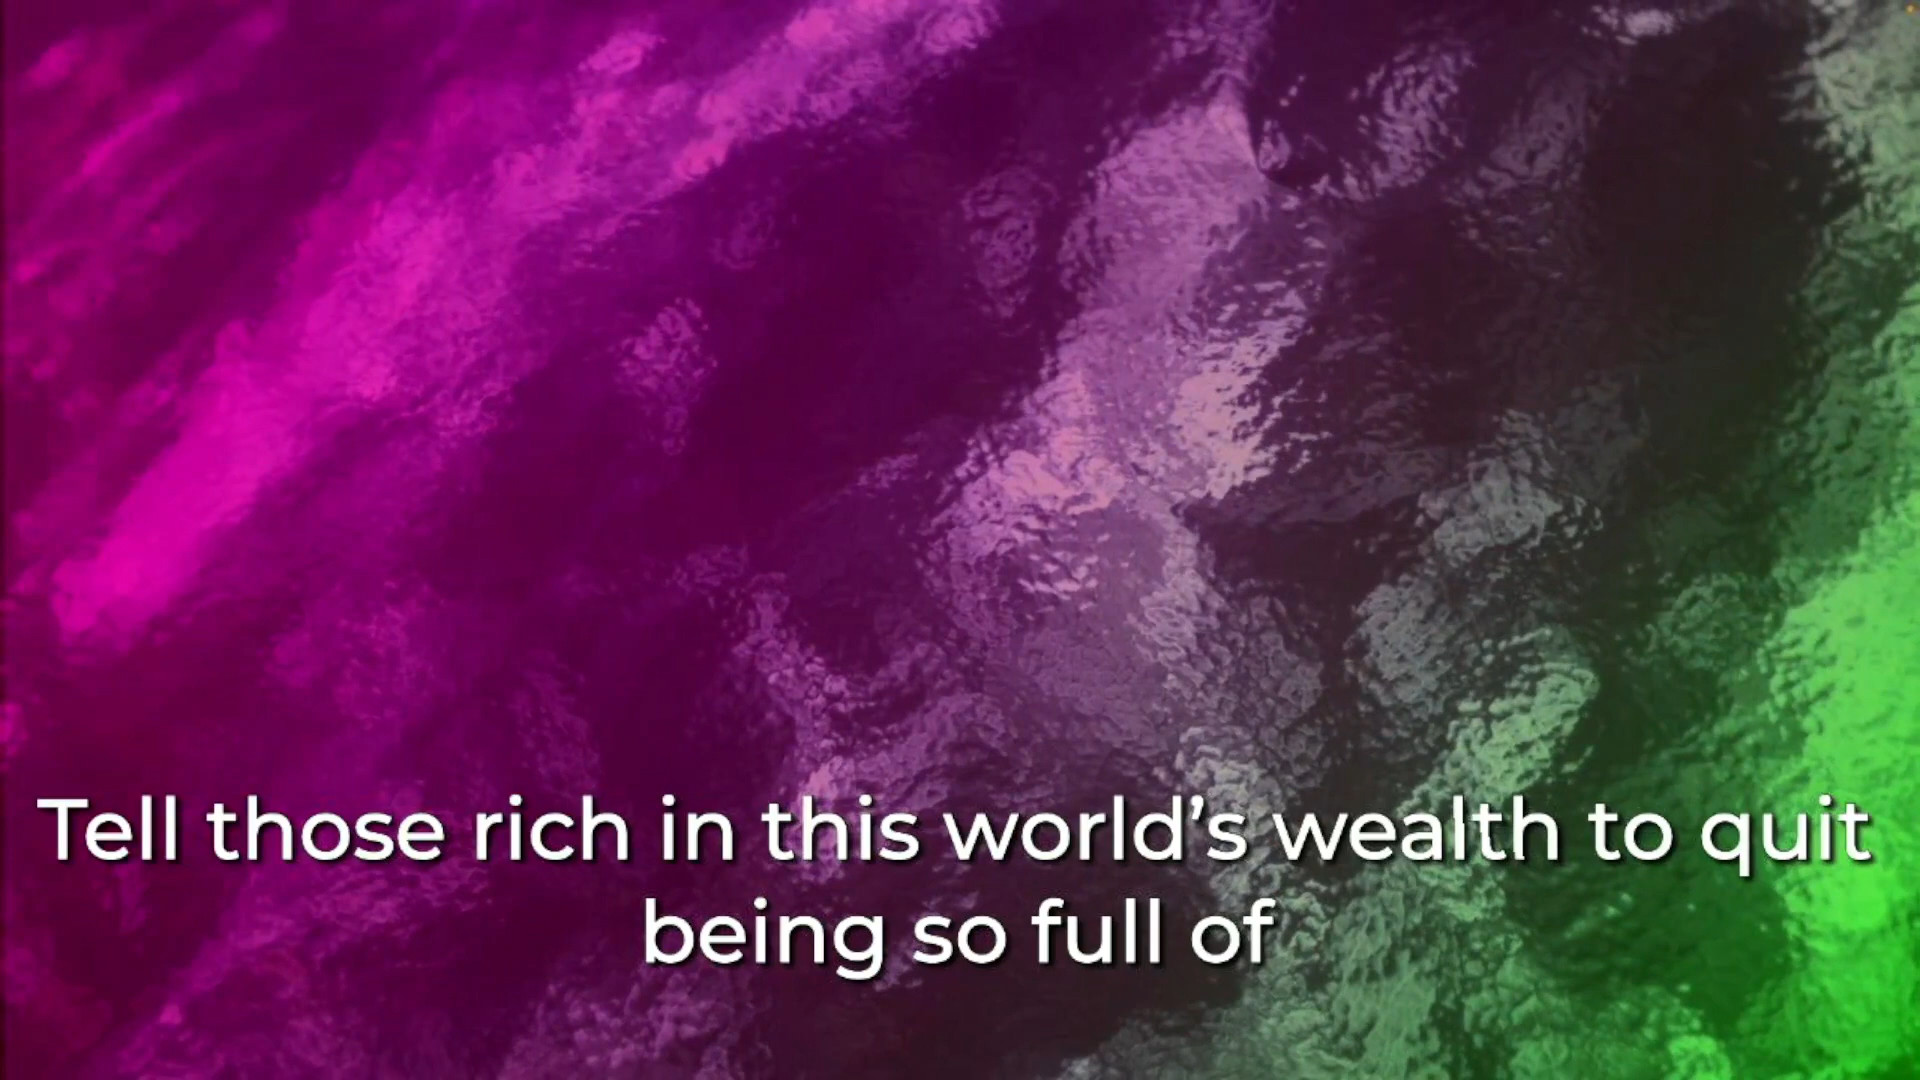 Tell those rich in this world’s wealth to quit
being so full of